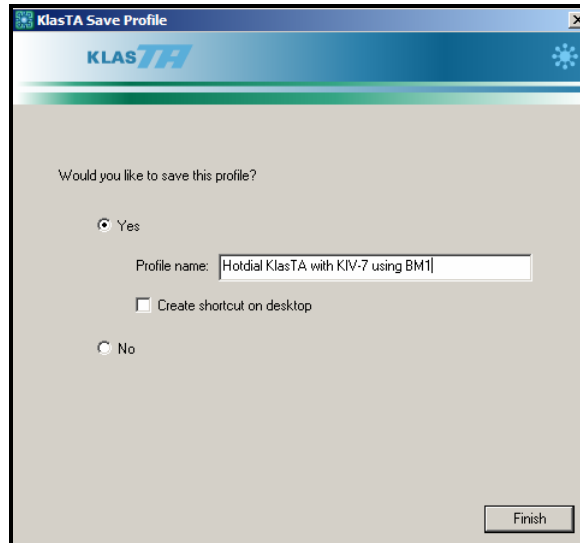 KlasTA Save Profile
KLASTA
Would you like to save this profile?
Yes
Profile name: Hotdial KlasTA with KIV-7 using BM1
Create shortcut on desktop
No
Finish